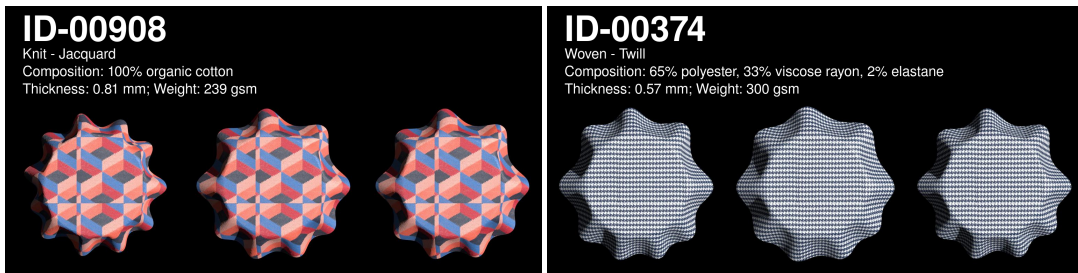 ID-00908
Knit - Jacquard
Composition: 100% organic cotton
Thickness: 0.81 mm; Weight: 239 gsm
ID-00374
Woven - Twill
Composition: 65% polyester, 33% viscose rayon, 2% elastane
Thickness: 0.57 mm; Weight: 300 gsm